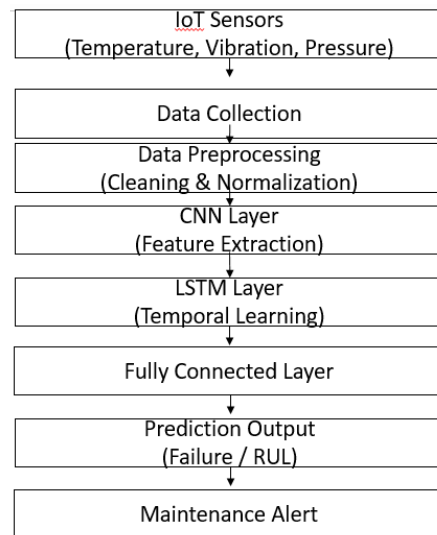 IoT Sensors
(Temperature, Vibration, Pressure)
Data Collection
Data Preprocessing
(Cleaning & Normalization)
CNN Layer
(Feature Extraction)
LSTM Layer
(Temporal Learning)
Fully Connected Layer
Prediction Output
(Failure / RUL)
Maintenance Alert